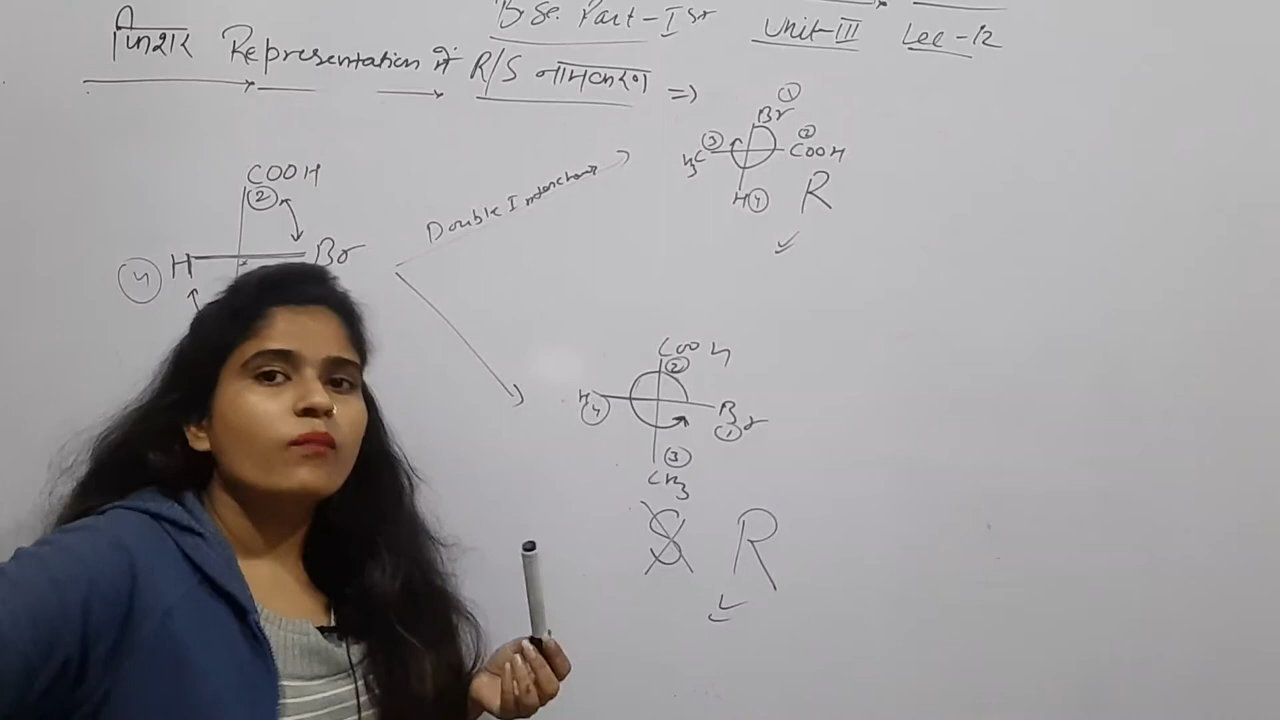 BSc. Part-Ist Unit-III Lec-12
फिशर Representation में R/S नामकरण ⇒
① Br
③ H3C ② COOH
H ④ R
COOH
②
④ H Br
Double Interchange
COOH
②
H ④ Br ①
③
CH3
S R